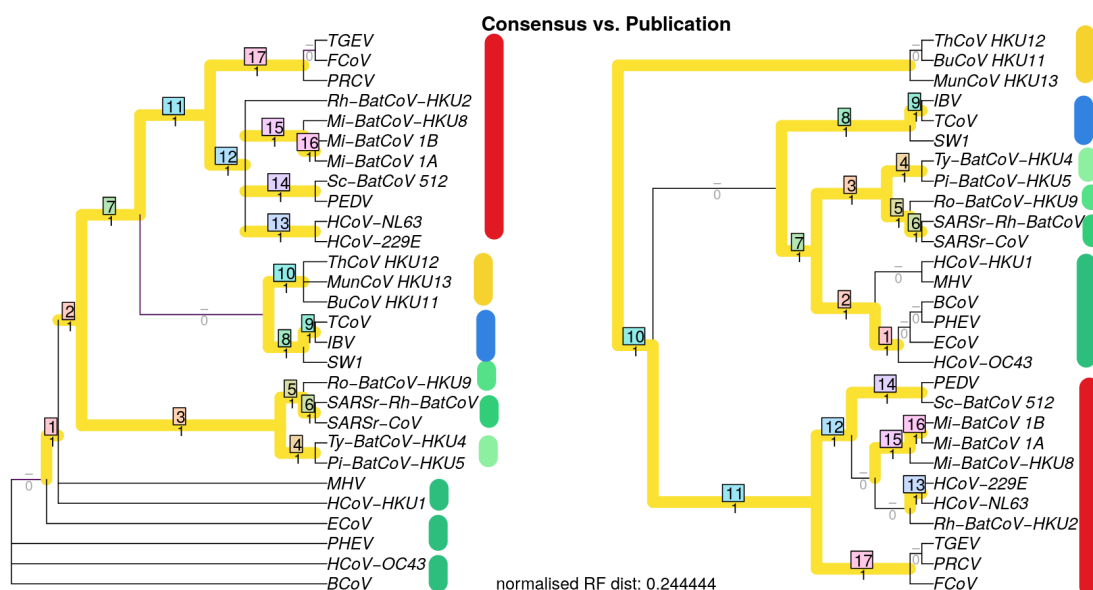 Consensus vs. Publication
TGEV
FCoV
PRCV
Rh−BatCoV−HKU2
Mi−BatCoV−HKU8
Mi−BatCoV 1B
Mi−BatCoV 1A
Sc−BatCoV 512
PEDV
HCoV−NL63
HCoV−229E
ThCoV HKU12
MunCoV HKU13
BuCoV HKU11
TCoV
IBV
SW1
Ro−BatCoV−HKU9
SARSr−Rh−BatCoV
SARSr−CoV
Ty−BatCoV−HKU4
Pi−BatCoV−HKU5
MHV
HCoV−HKU1
ECoV
PHEV
HCoV−OC43
BCoV
– 0
17 1
11 1
15 1
16 1
12 1
14 1
13 1
7 1
10 1
– 0
9 1
8 1
2 1
5 1
6 1
3 1
4 1
1 1
– 0
ThCoV HKU12
BuCoV HKU11
MunCoV HKU13
IBV
TCoV
SW1
Ty−BatCoV−HKU4
Pi−BatCoV−HKU5
Ro−BatCoV−HKU9
SARSr−Rh−BatCoV
SARSr−CoV
HCoV−HKU1
MHV
BCoV
PHEV
ECoV
HCoV−OC43
PEDV
Sc−BatCoV 512
Mi−BatCoV 1B
Mi−BatCoV 1A
Mi−BatCoV−HKU8
HCoV−229E
HCoV−NL63
Rh−BatCoV−HKU2
TGEV
PRCV
FCoV
– 0
9 1
8 1
4 1
3 1
– 0
5 1
6 1
7 1
– 0
2 1
– 0
– 0
1 1
10 1
14 1
16 1
12 1
15 1
13 1
11 1
– 0
– 0
17 1
normalised RF dist: 0.244444